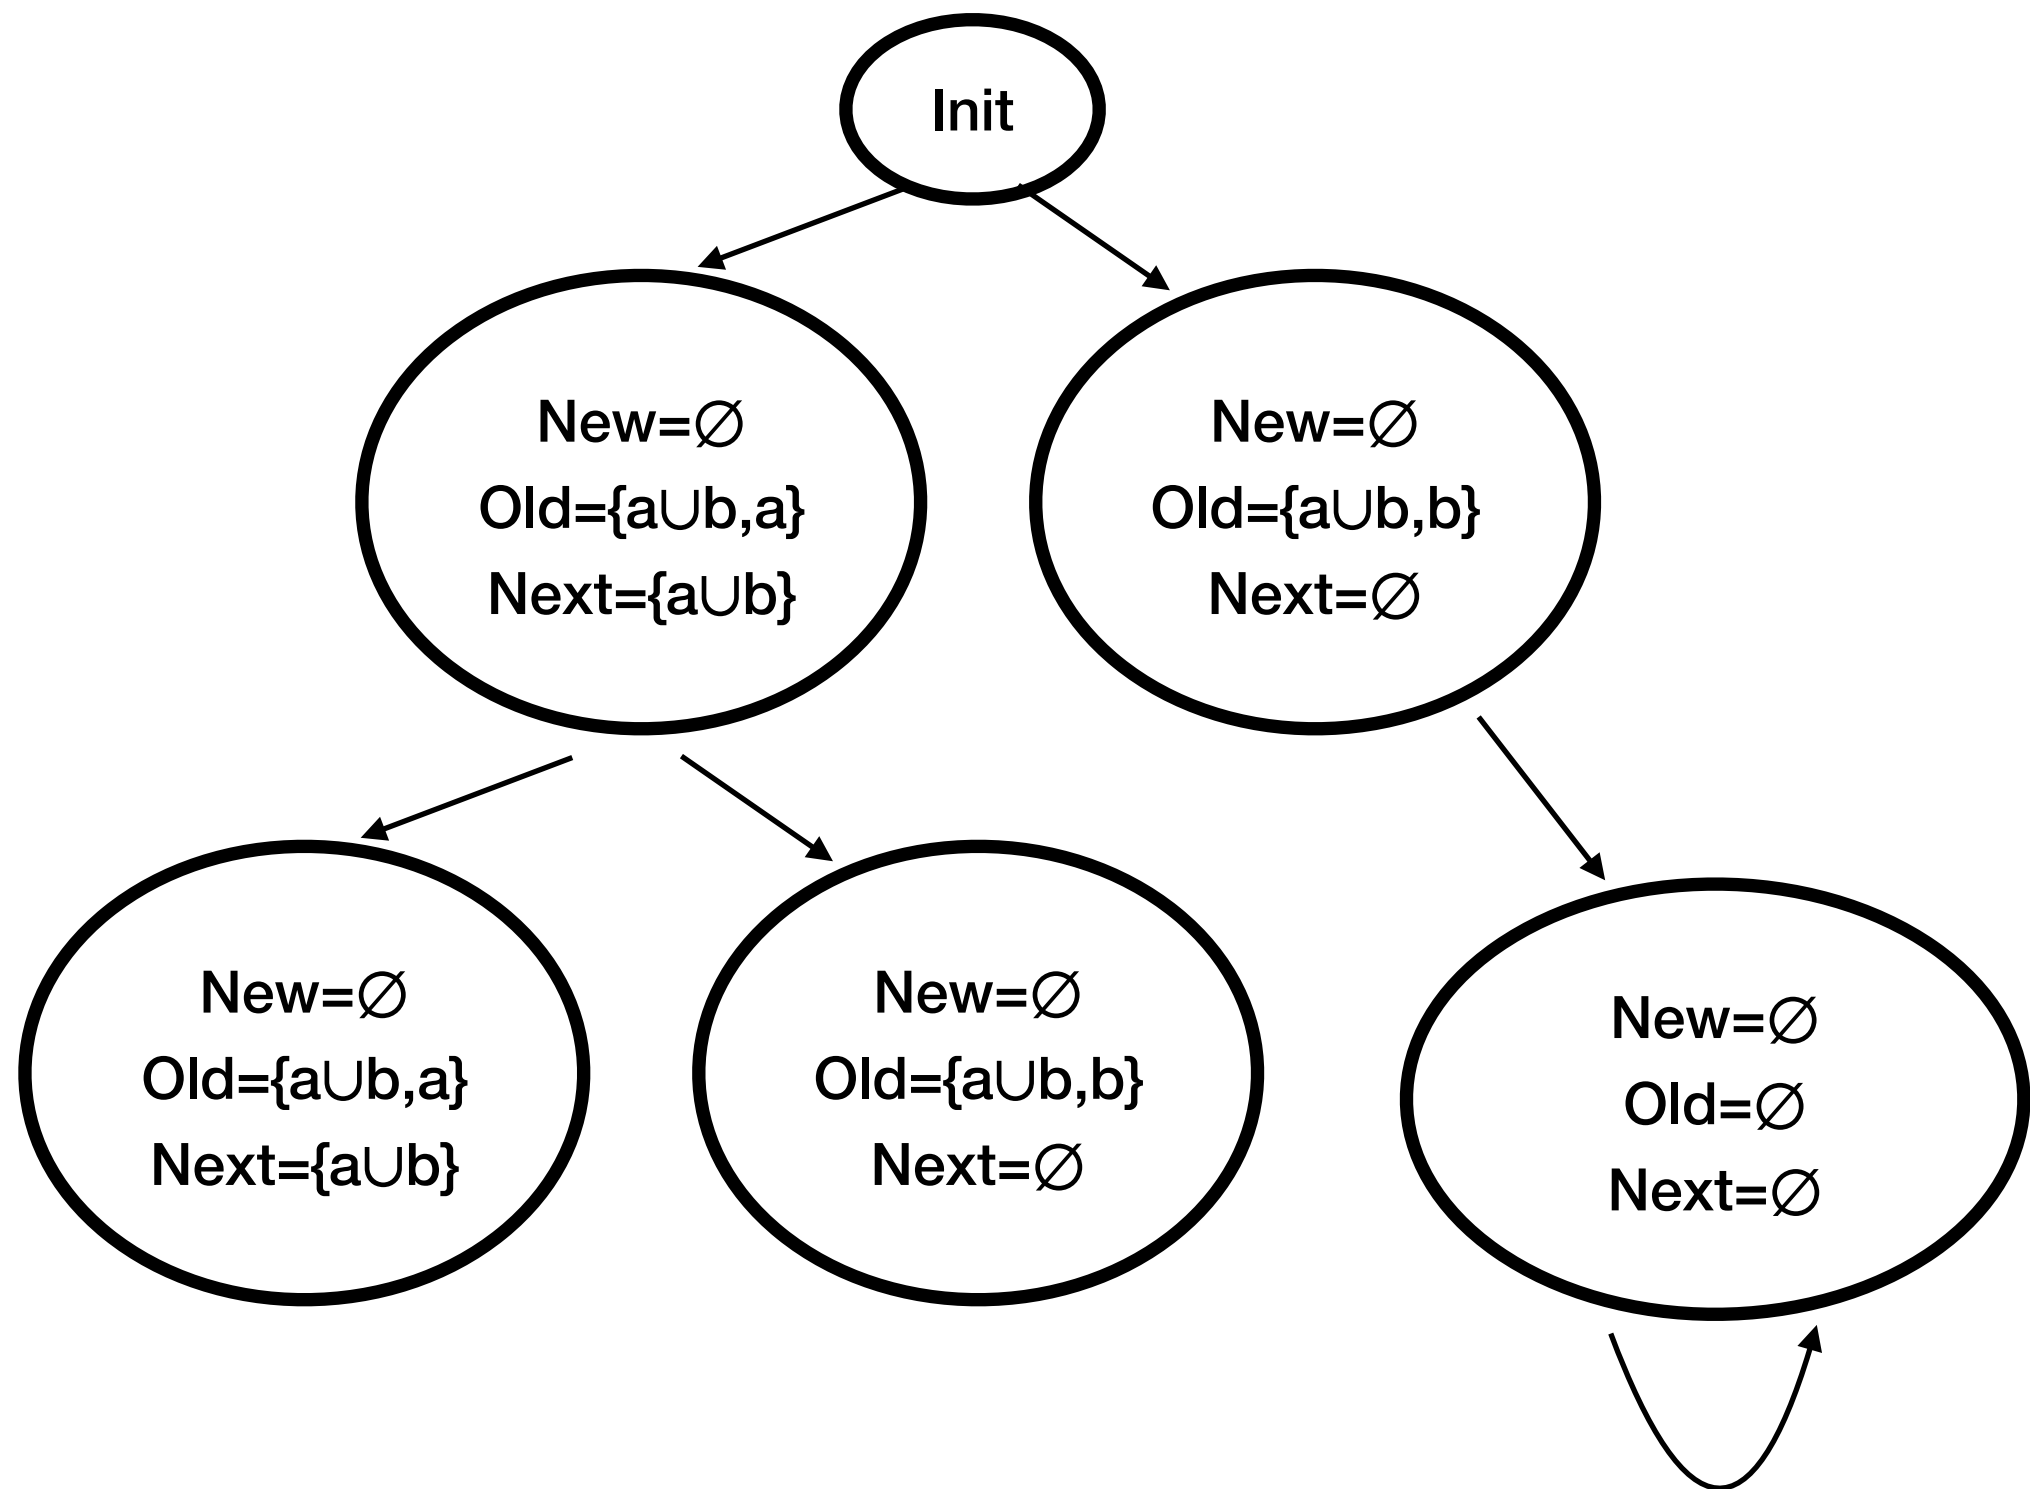 Init
New=∅
Old={a∪b,a}
Next={a∪b}
New=∅
Old={a∪b,b}
Next=∅
New=∅
Old={a∪b,a}
Next={a∪b}
New=∅
Old={a∪b,b}
Next=∅
New=∅
Old=∅
Next=∅